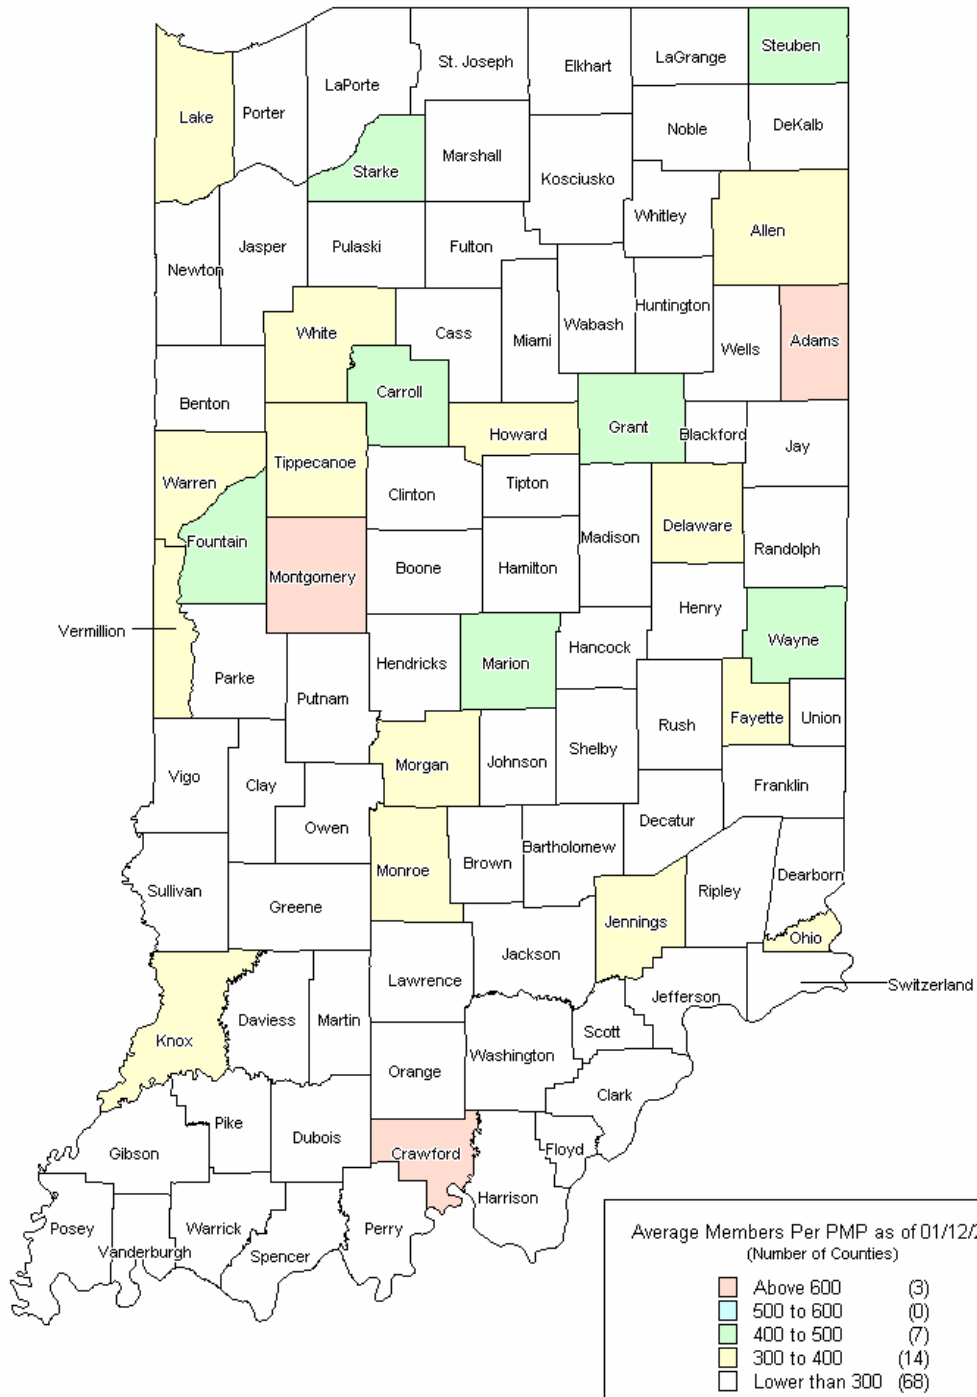 Steuben
St. Joseph
LaGrange
Elkhart
LaPorte
Porter
Lake
DeKalb
Noble
Marshall
Starke
Kosciusko
Whitley
Allen
Jasper
Pulaski
Fulton
Newton
Huntington
Wabash
White
Cass
Miami
Adams
Wells
Carroll
Benton
Grant
Howard
Blackford
Jay
Tippecanoe
Warren
Tipton
Clinton
Delaware
Madison
Fountain
Randolph
Boone
Hamilton
Montgomery
Henry
Vermillion
Wayne
Hancock
Hendricks
Marion
Parke
Putnam
Fayette
Union
Rush
Shelby
Morgan
Johnson
Vigo
Clay
Franklin
Owen
Decatur
Bartholomew
Brown
Monroe
Dearborn
Sullivan
Ripley
Greene
Jennings
Ohio
Jackson
Lawrence
Switzerland
Jefferson
Daviess
Martin
Scott
Knox
Washington
Orange
Clark
Pike
Dubois
Floyd
Gibson
Crawford
Harrison
Posey
Warrick
Perry
Vanderburgh
Spencer
Average Members Per PMP as of 01/12/2
(Number of Counties)
Above 600 (3)
500 to 600 (0)
400 to 500 (7)
300 to 400 (14)
Lower than 300 (68)